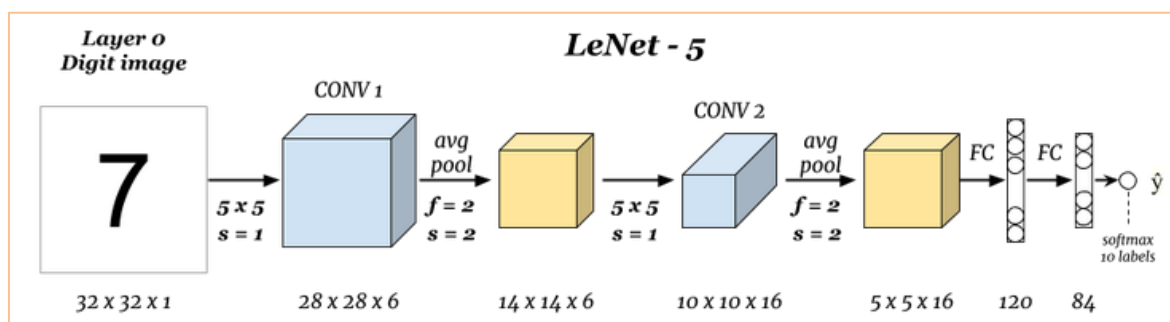 Layer 0
Digit image
LeNet - 5
7
5 x 5
s = 1
CONV 1
avg
pool
f = 2
s = 2
5 x 5
s = 1
CONV 2
avg
pool
f = 2
s = 2
FC
FC
ŷ
softmax
10 labels
32 x 32 x 1
28 x 28 x 6
14 x 14 x 6
10 x 10 x 16
5 x 5 x 16
120
84